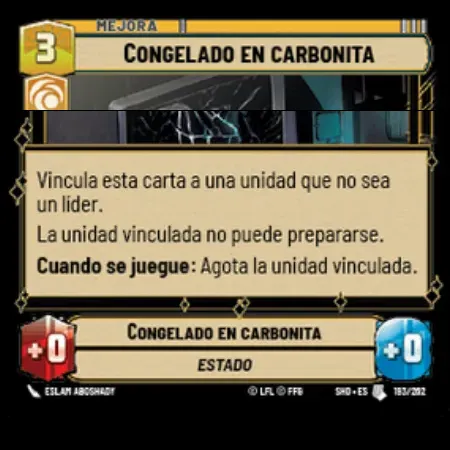 MEJORA
3
CONGELADO EN CARBONITA
Vincula esta carta a una unidad que no sea
un líder.
La unidad vinculada no puede prepararse.
Cuando se juegue: Agota la unidad vinculada.
CONGELADO EN CARBONITA
+0
ESTADO
+0
ESLAM ABOSHADY
© LFL © FFG
SHD • ES
193/262